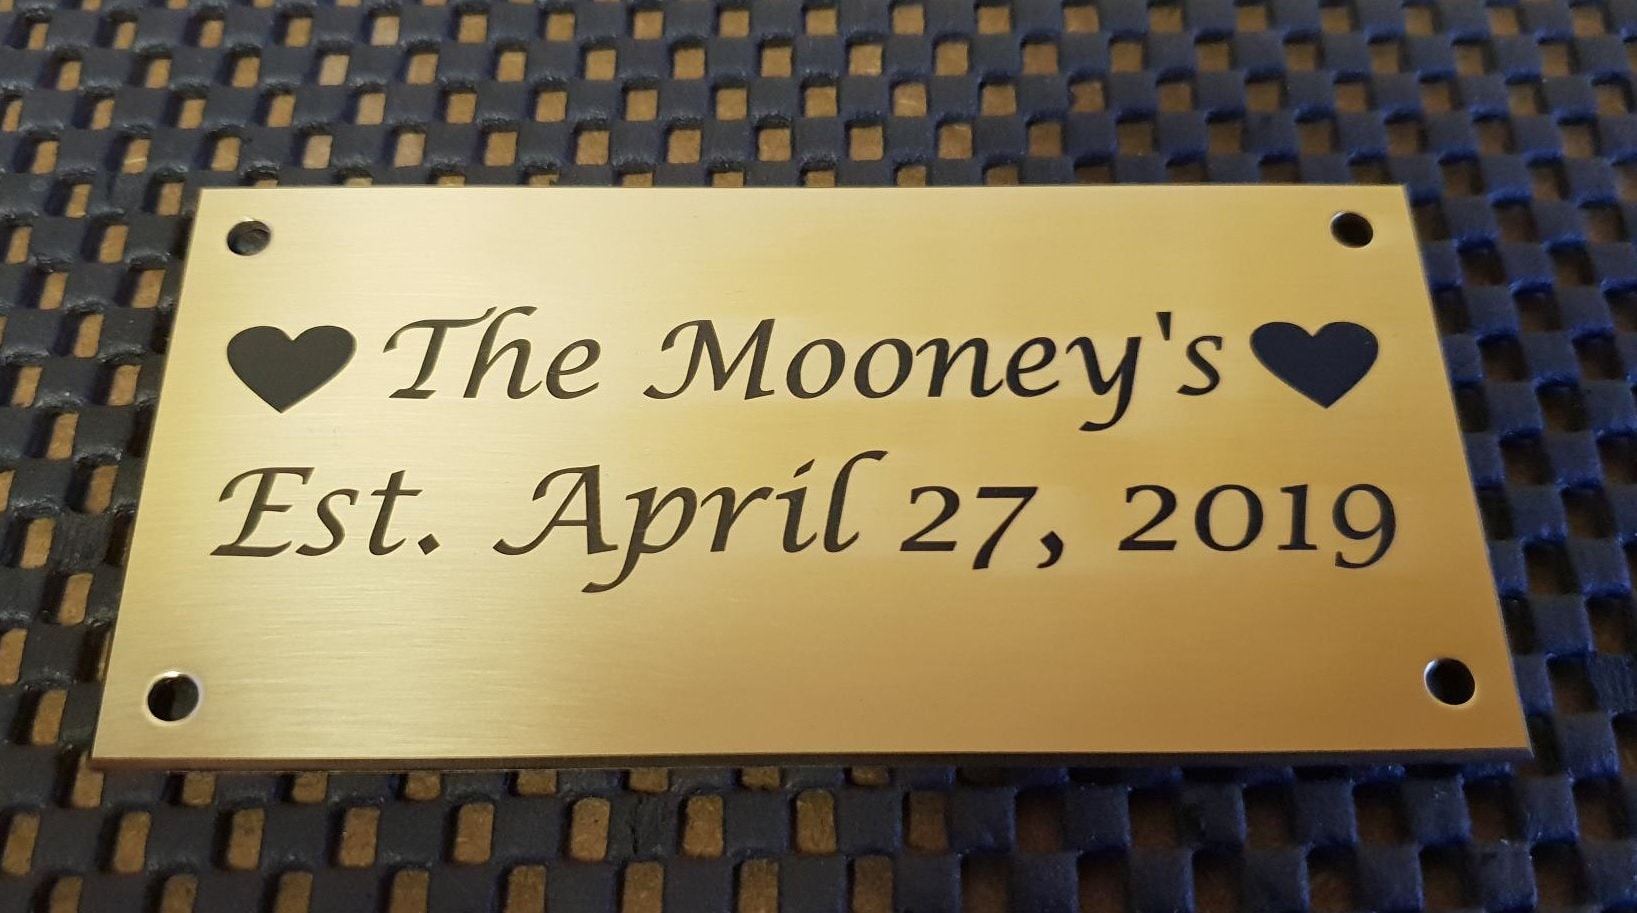 The Mooney's
Est. April 27, 2019